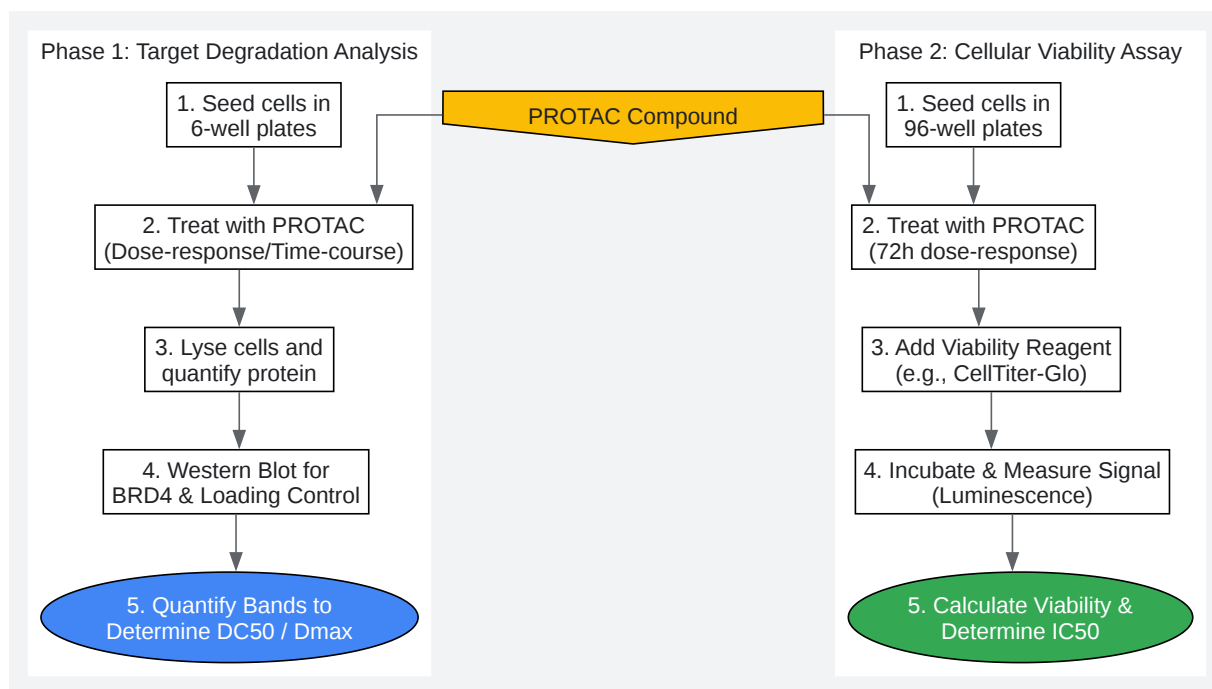 Phase 1: Target Degradation Analysis
1. Seed cells in
6-well plates
2. Treat with PROTAC
(Dose-response/Time-course)
3. Lyse cells and
quantify protein
4. Western Blot for
BRD4 & Loading Control
5. Quantify Bands to
Determine DC50 / Dmax
PROTAC Compound
Phase 2: Cellular Viability Assay
1. Seed cells in
96-well plates
2. Treat with PROTAC
(72h dose-response)
3. Add Viability Reagent
(e.g., CellTiter-Glo)
4. Incubate & Measure Signal
(Luminescence)
5. Calculate Viability &
Determine IC50